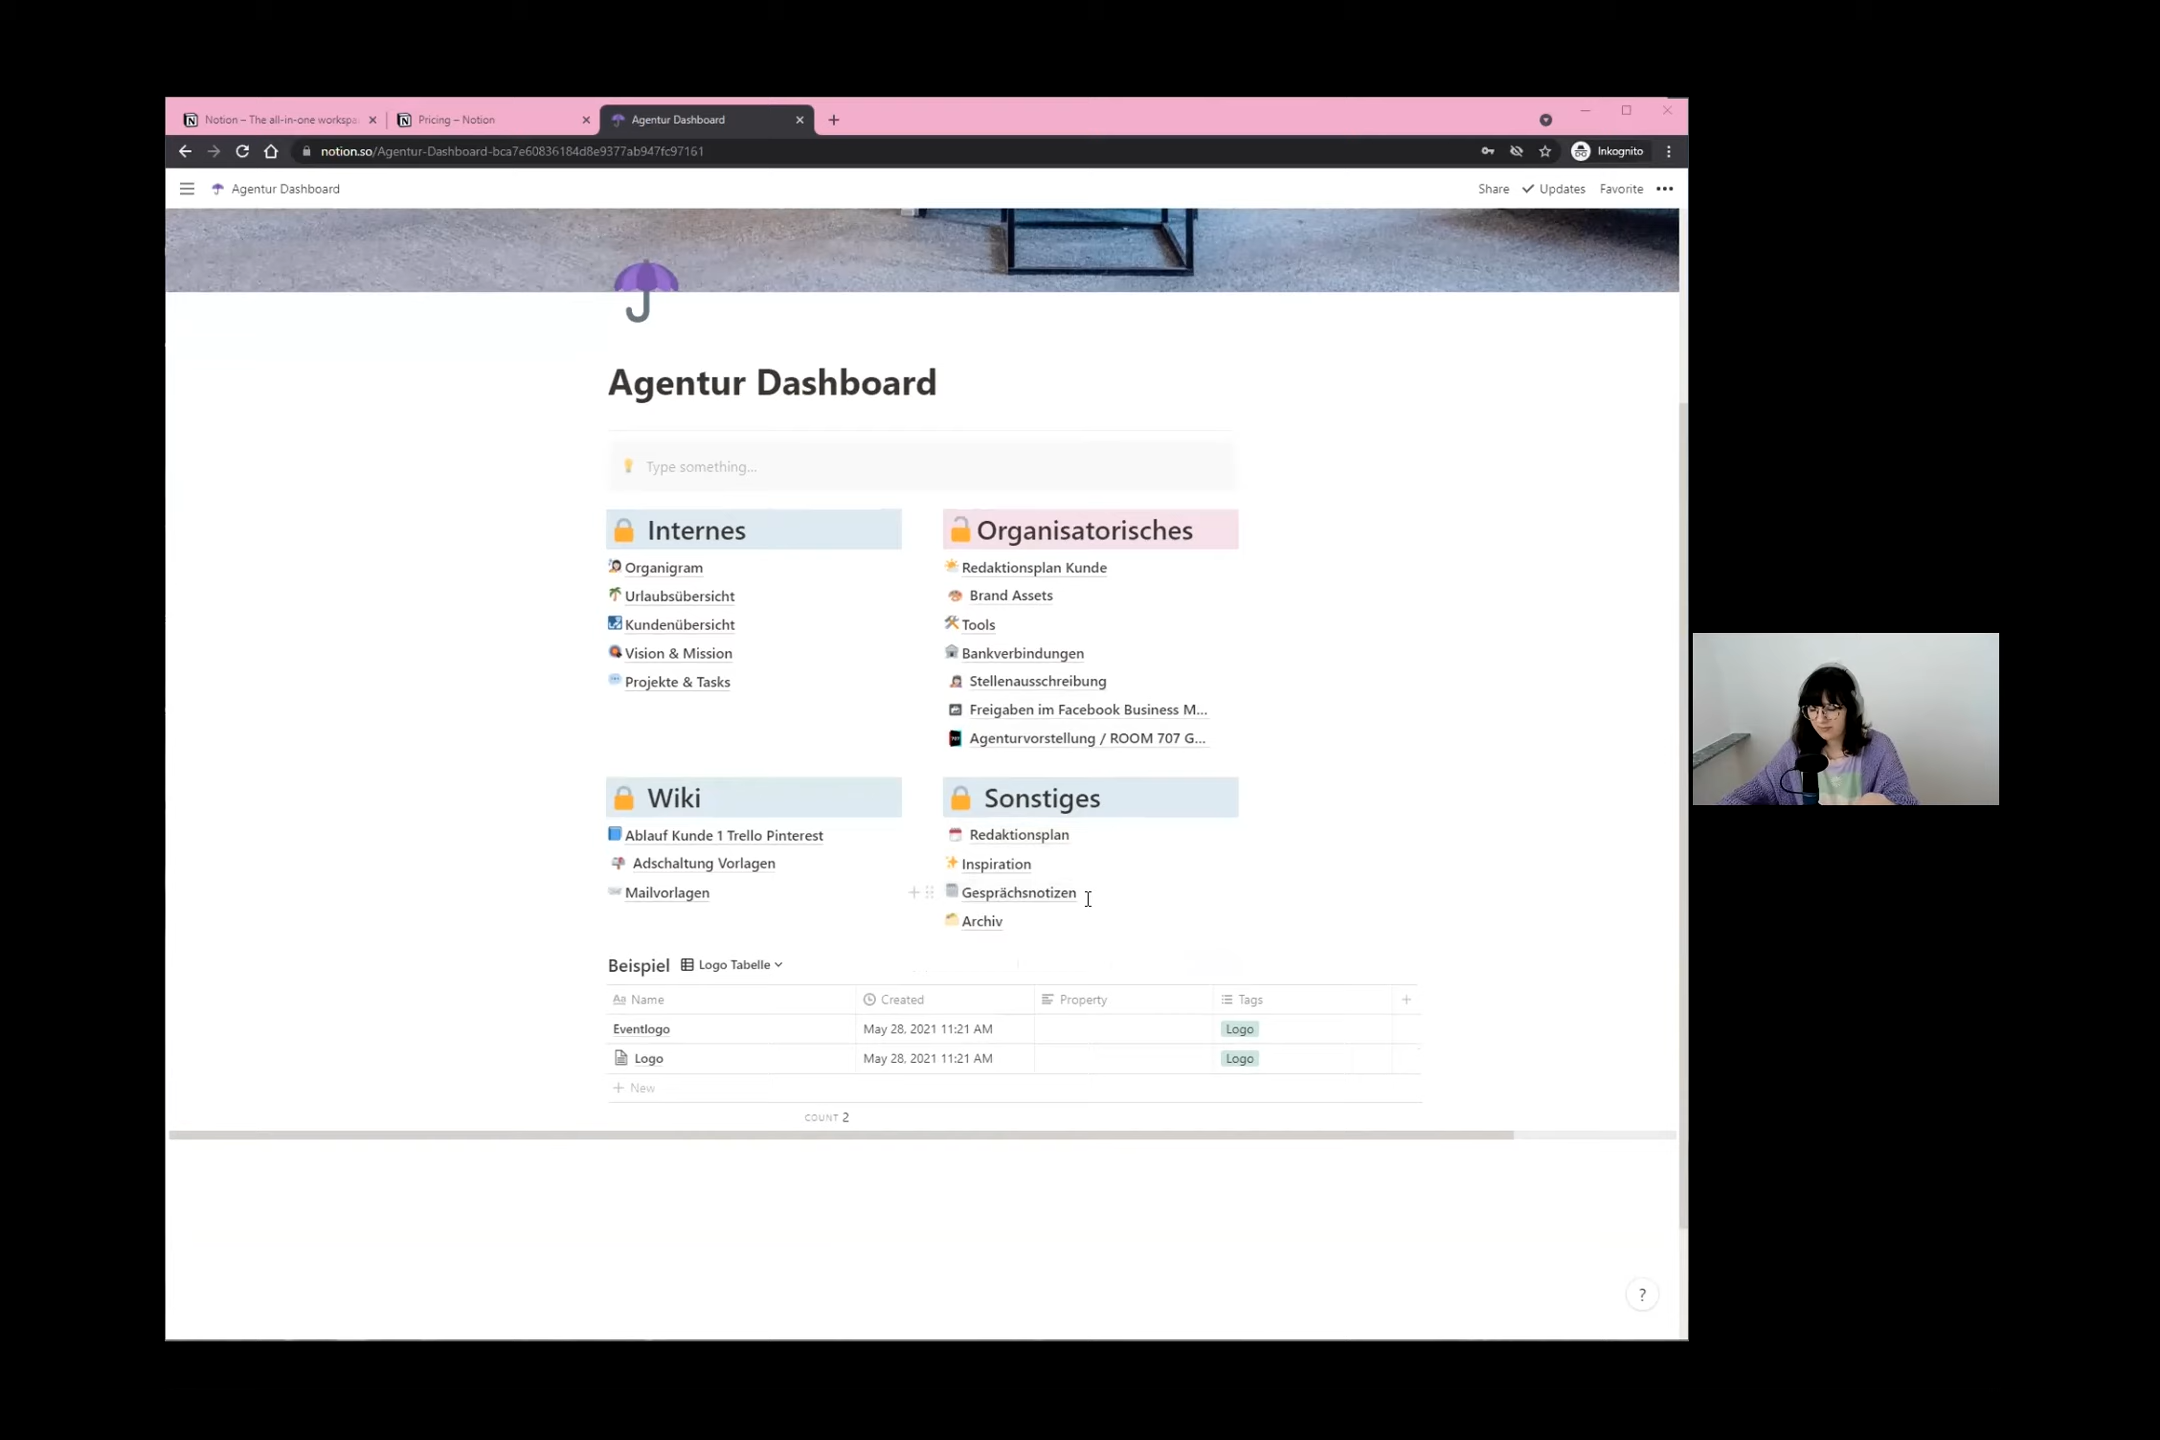 Notion – The all-in-one workspa
Pricing – Notion
Agentur Dashboard
notion.so/Agentur-Dashboard-bca7e60836184d8e9377ab947fc97161
Inkognito
Agentur Dashboard
Share
Updates
Favorite
Agentur Dashboard
Type something...
Internes
Organigram
Urlaubsübersicht
Kundenübersicht
Vision & Mission
Projekte & Tasks
Organisatorisches
Redaktionsplan Kunde
Brand Assets
Tools
Bankverbindungen
Stellenausschreibung
Freigaben im Facebook Business M...
Agenturvorstellung / ROOM 707 G...
Wiki
Ablauf Kunde 1 Trello Pinterest
Adschaltung Vorlagen
Mailvorlagen
Sonstiges
Redaktionsplan
Inspiration
Gesprächsnotizen
Archiv
Beispiel Logo Tabelle
Aa Name Created Property Tags
Eventlogo May 28, 2021 11:21 AM Logo
Logo May 28, 2021 11:21 AM Logo
+ New
COUNT 2
?